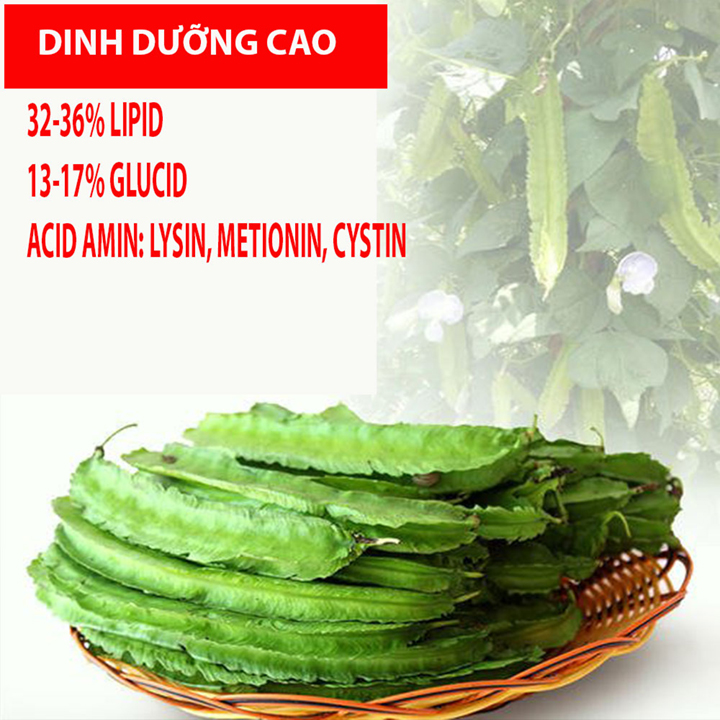 DINH DƯỠNG CAO
32-36% LIPID
13-17% GLUCID
ACID AMIN: LYSIN, METIONIN, CYSTIN